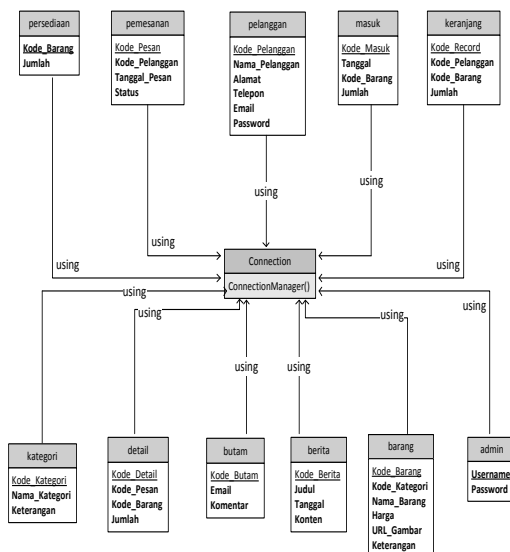 persediaan
Kode_Barang
Jumlah
pemesanan
Kode_Pesan
Kode_Pelanggan
Tanggal_Pesan
Status
pelanggan
Kode_Pelanggan
Nama_Pelanggan
Alamat
Telepon
Email
Password
masuk
Kode_Masuk
Tanggal
Kode_Barang
Jumlah
keranjang
Kode_Record
Kode_Pelanggan
Kode_Barang
Jumlah
using
using
using
using
using
Connection
ConnectionManager()
using
using
using
using
using
using
kategori
Kode_Kategori
Nama_Kategori
Keterangan
detail
Kode_Detail
Kode_Pesan
Kode_Barang
Jumlah
butam
Kode_Butam
Email
Komentar
berita
Kode_Berita
Judul
Tanggal
Konten
barang
Kode_Barang
Kode_Kategori
Nama_Barang
Harga
URL_Gambar
Keterangan
admin
Username
Password